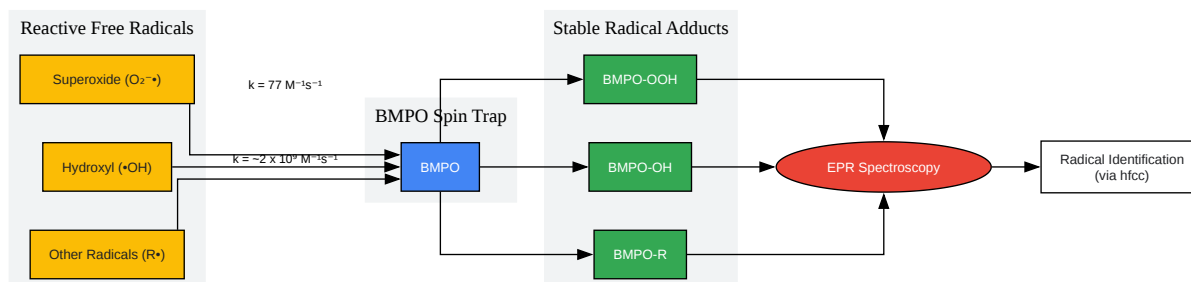 Reactive Free Radicals
Superoxide (O₂⁻•)
Hydroxyl (•OH)
Other Radicals (R•)
k = 77 M⁻¹s⁻¹
k = ~2 x 10⁹ M⁻¹s⁻¹
BMPO Spin Trap
BMPO
Stable Radical Adducts
BMPO-OOH
BMPO-OH
BMPO-R
EPR Spectroscopy
Radical Identification
(via hfcc)